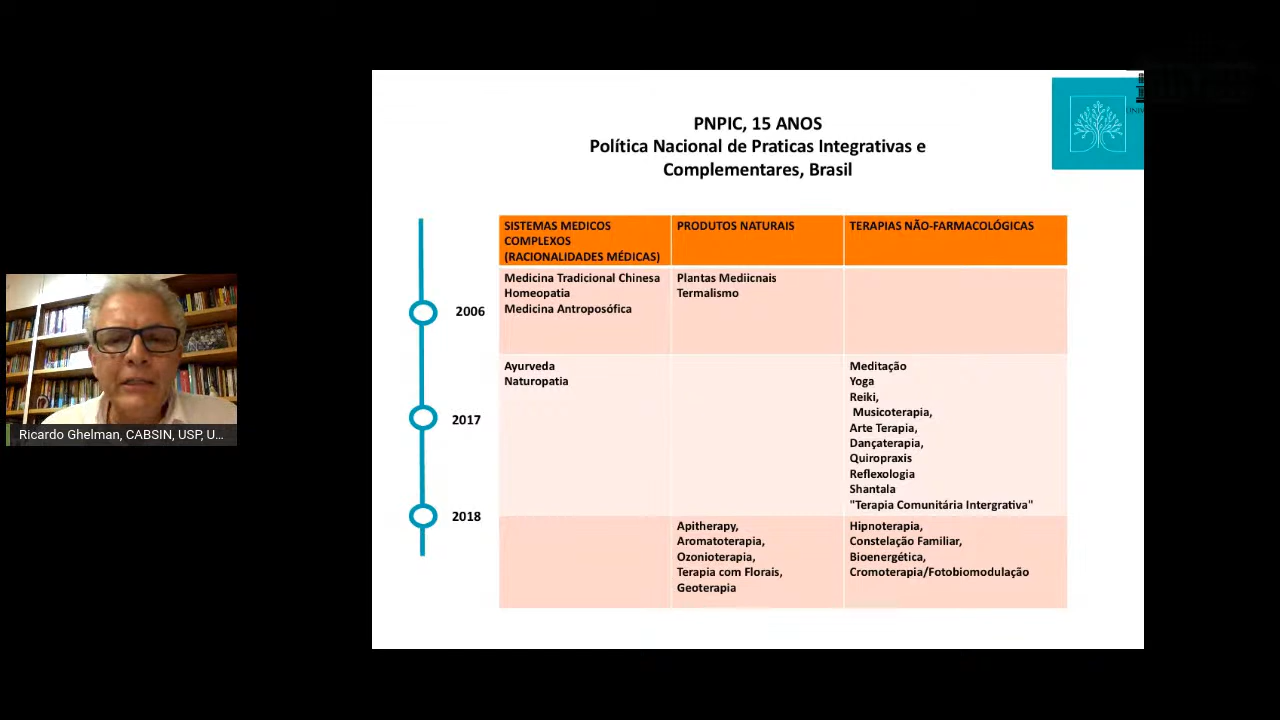 PNPIC, 15 ANOS
Política Nacional de Praticas Integrativas e
Complementares, Brasil
SISTEMAS MEDICOS
COMPLEXOS
(RACIONALIDADES MÉDICAS)
PRODUTOS NATURAIS
TERAPIAS NÃO-FARMACOLÓGICAS
2006
Medicina Tradicional Chinesa
Homeopatia
Medicina Antroposófica
Plantas Mediicnais
Termalismo
2017
Ayurveda
Naturopatia
Meditação
Yoga
Reiki,
Musicoterapia,
Arte Terapia,
Dançaterapia,
Quiropraxis
Reflexologia
Shantala
"Terapia Comunitária Intergrativa"
2018
Apitherapy,
Aromatoterapia,
Ozonioterapia,
Terapia com Florais,
Geoterapia
Hipnoterapia,
Constelação Familiar,
Bioenergética,
Cromoterapia/Fotobiomodulação
Ricardo Ghelman, CABSIN, USP, U...